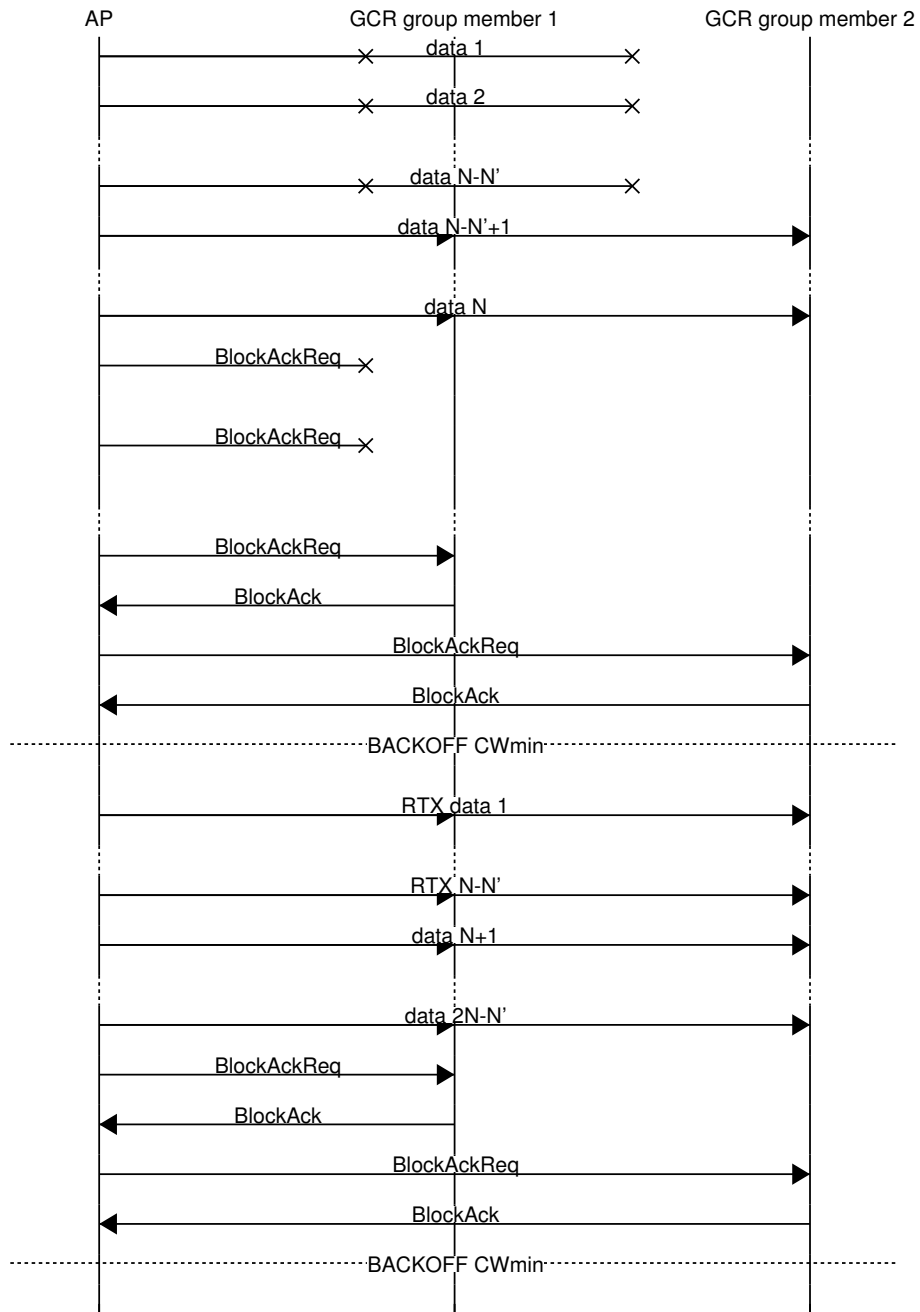 AP GCR group member 1 GCR group member 2
data 1
data 2
data N-N’
data N-N’+1
data N
BlockAckReq
BlockAckReq
BlockAckReq
BlockAck
BlockAckReq
BlockAck
BACKOFF CWmin
RTX data 1
RTX N-N’
data N+1
data 2N-N’
BlockAckReq
BlockAck
BlockAckReq
BlockAck
BACKOFF CWmin